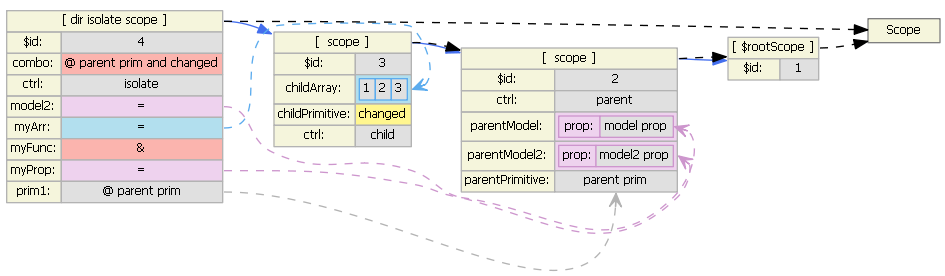 [ dir isolate scope ]
$id: 4
combo: @ parent prim and changed
ctrl: isolate
model2: =
myArr: =
myFunc: &
myProp: =
prim1: @ parent prim
[ scope ]
$id: 3
childArray: 1 2 3
childPrimitive: changed
ctrl: child
[ scope ]
$id: 2
ctrl: parent
parentModel: prop: model prop
parentModel2: prop: model2 prop
parentPrimitive: parent prim
[ $rootScope ]
$id: 1
Scope